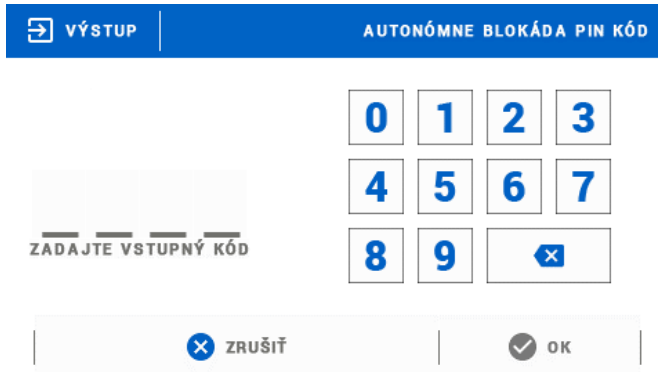 VÝSTUP AUTONÓMNE BLOKÁDA PIN KÓD
0 1 2 3
4 5 6 7
ZADAJTE VSTUPNÝ KÓD
8 9
ZRUŠIŤ OK